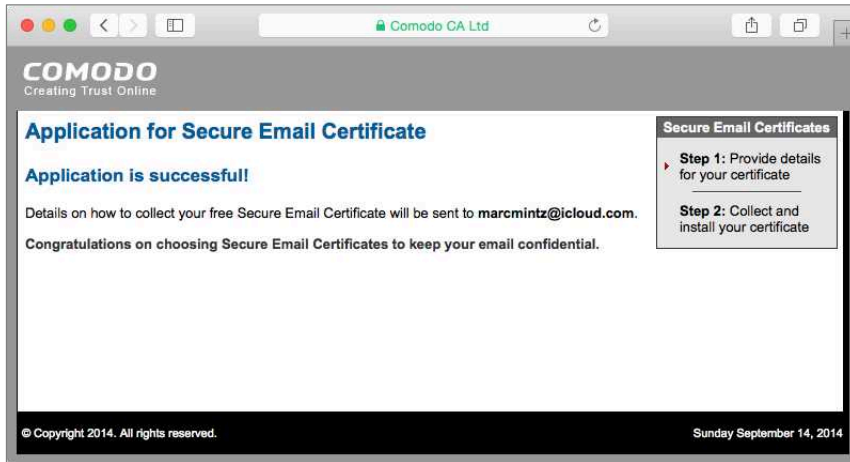 Comodo CA Ltd
COMODO
Creating Trust Online
Application for Secure Email Certificate
Application is successful!
Details on how to collect your free Secure Email Certificate will be sent to marcmintz@icloud.com.
Congratulations on choosing Secure Email Certificates to keep your email confidential.
Secure Email Certificates
Step 1: Provide details
for your certificate
Step 2: Collect and
install your certificate
© Copyright 2014. All rights reserved.
Sunday September 14, 2014